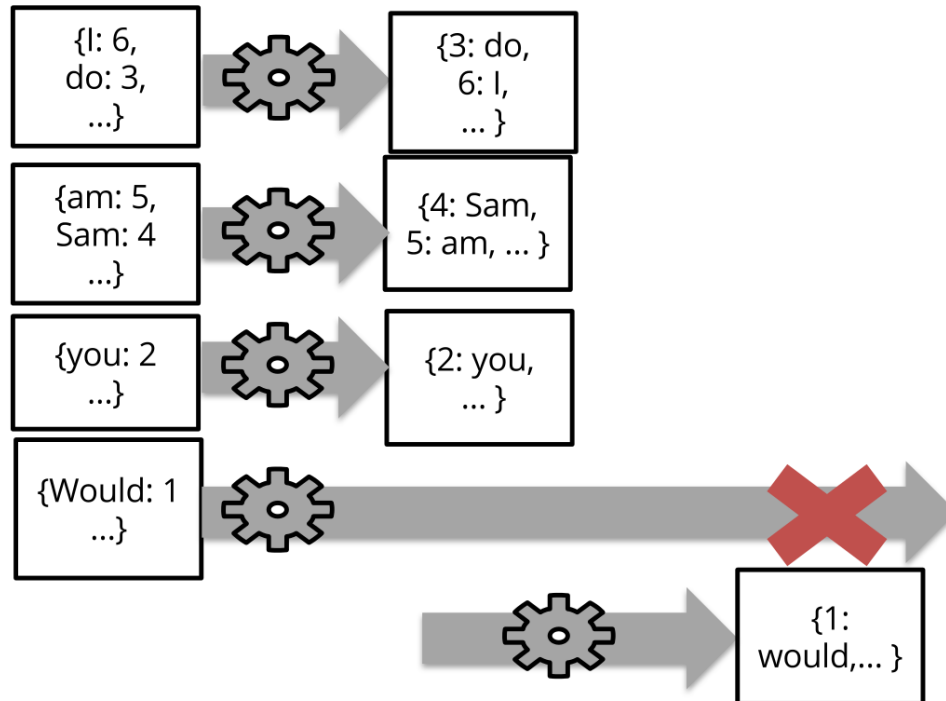 {I: 6,
do: 3,
...}
{3: do,
6: I,
... }
{am: 5,
Sam: 4
...}
{4: Sam,
5: am, ... }
{you: 2
...}
{2: you,
... }
{Would: 1
...}
{1:
would,... }